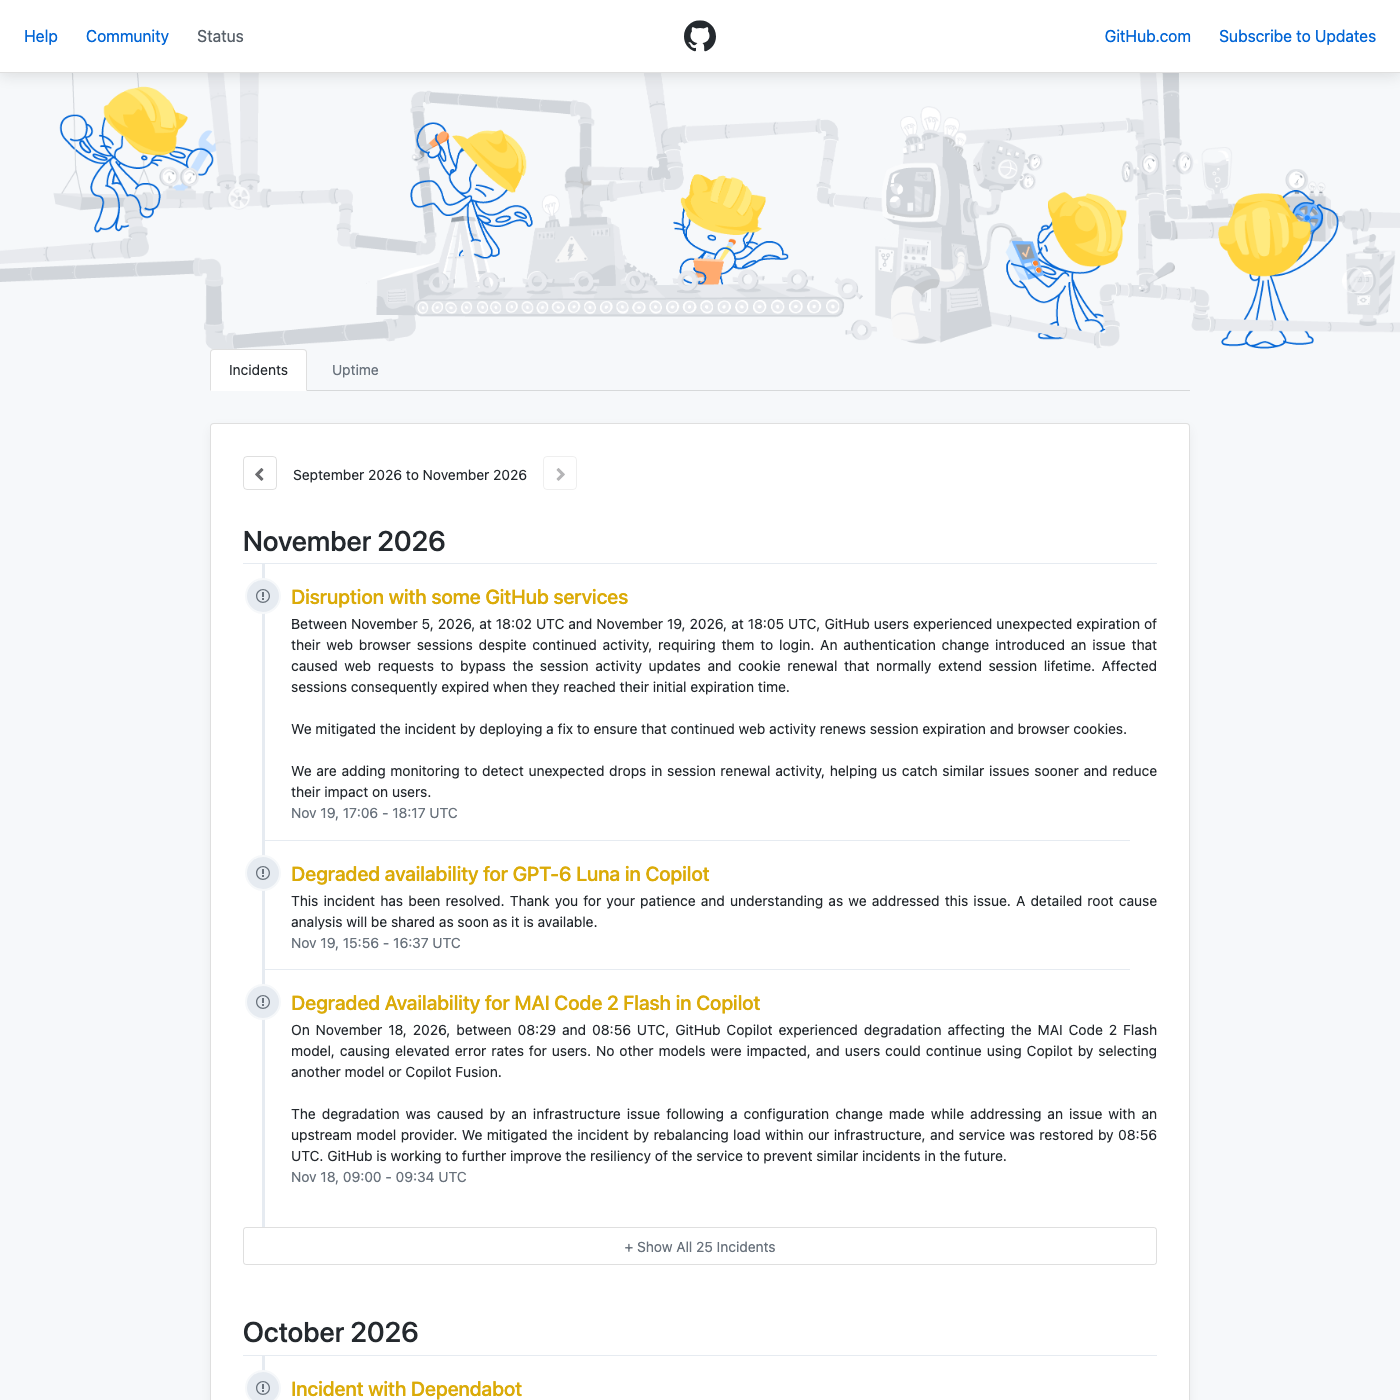 Help Community Status GitHub.com Subscribe to Updates
Incidents Uptime
September 2026 to November 2026
November 2026
Disruption with some GitHub services
Between November 5, 2026, at 18:02 UTC and November 19, 2026, at 18:05 UTC, GitHub users experienced unexpected expiration of
their web browser sessions despite continued activity, requiring them to login. An authentication change introduced an issue that
caused web requests to bypass the session activity updates and cookie renewal that normally extend session lifetime. Affected
sessions consequently expired when they reached their initial expiration time.
We mitigated the incident by deploying a fix to ensure that continued web activity renews session expiration and browser cookies.
We are adding monitoring to detect unexpected drops in session renewal activity, helping us catch similar issues sooner and reduce
their impact on users.
Nov 19, 17:06 - 18:17 UTC
Degraded availability for GPT-6 Luna in Copilot
This incident has been resolved. Thank you for your patience and understanding as we addressed this issue. A detailed root cause
analysis will be shared as soon as it is available.
Nov 19, 15:56 - 16:37 UTC
Degraded Availability for MAI Code 2 Flash in Copilot
On November 18, 2026, between 08:29 and 08:56 UTC, GitHub Copilot experienced degradation affecting the MAI Code 2 Flash
model, causing elevated error rates for users. No other models were impacted, and users could continue using Copilot by selecting
another model or Copilot Fusion.
The degradation was caused by an infrastructure issue following a configuration change made while addressing an issue with an
upstream model provider. We mitigated the incident by rebalancing load within our infrastructure, and service was restored by 08:56
UTC. GitHub is working to further improve the resiliency of the service to prevent similar incidents in the future.
Nov 18, 09:00 - 09:34 UTC
+ Show All 25 Incidents
October 2026
Incident with Dependabot